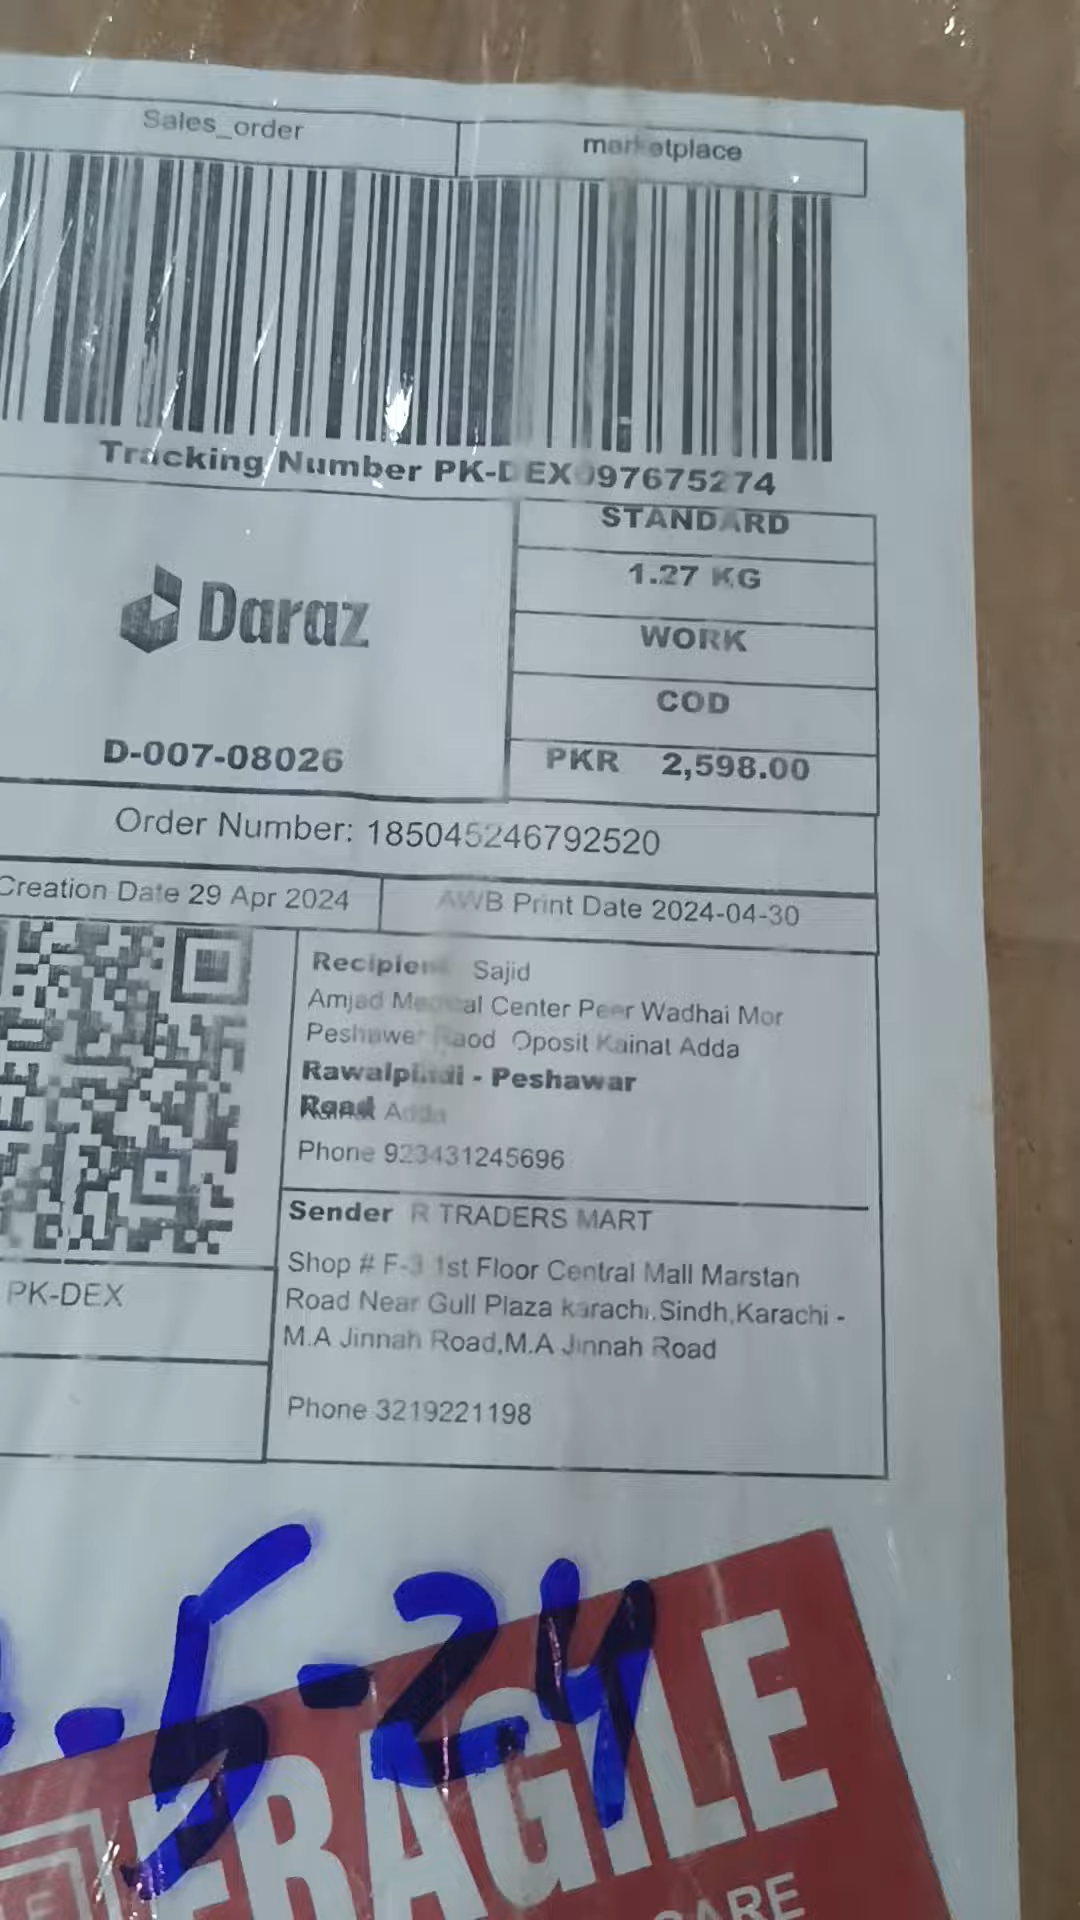 Sales_order
marketplace
Tracking Number PK-DEX097675274
STANDARD
1.27 KG
Daraz
WORK
COD
D-007-08026
PKR 2,598.00
Order Number: 185045246792520
Creation Date 29 Apr 2024
AWB Print Date 2024-04-30
Recipient Sajid
Amjad Medical Center Peer Wadhai Mor
Peshawer Raod Oposit Kainat Adda
Rawalpindi - Peshawar
Road Adda
Phone 923431245696
Sender R TRADERS MART
Shop # F-3 1st Floor Central Mall Marstan
Road Near Gull Plaza karachi,Sindh,Karachi -
M.A Jinnah Road,M.A Jinnah Road
PK-DEX
Phone 3219221198
-5-24
FRAGILE
CARE